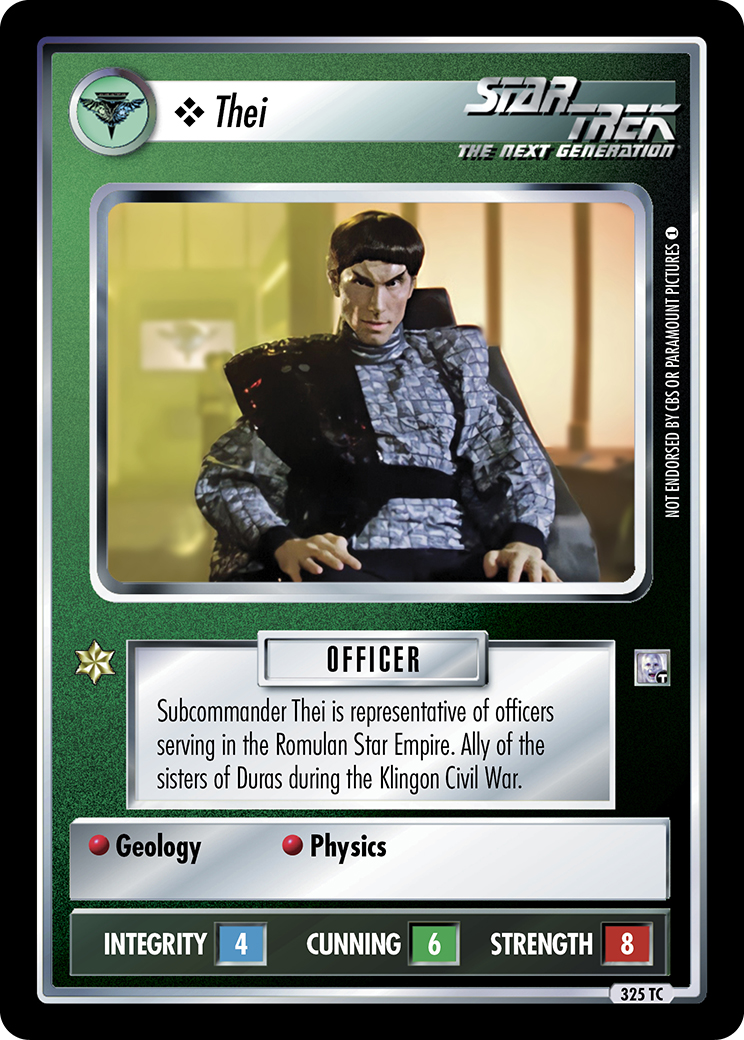 ❖ Thei
STAR TREK
THE NEXT GENERATION
NOT ENDORSED BY CBS OR PARAMOUNT PICTURES 1
OFFICER
Subcommander Thei is representative of officers
serving in the Romulan Star Empire. Ally of the
sisters of Duras during the Klingon Civil War.
T
Geology Physics
INTEGRITY 4 CUNNING 6 STRENGTH 8
325 TC